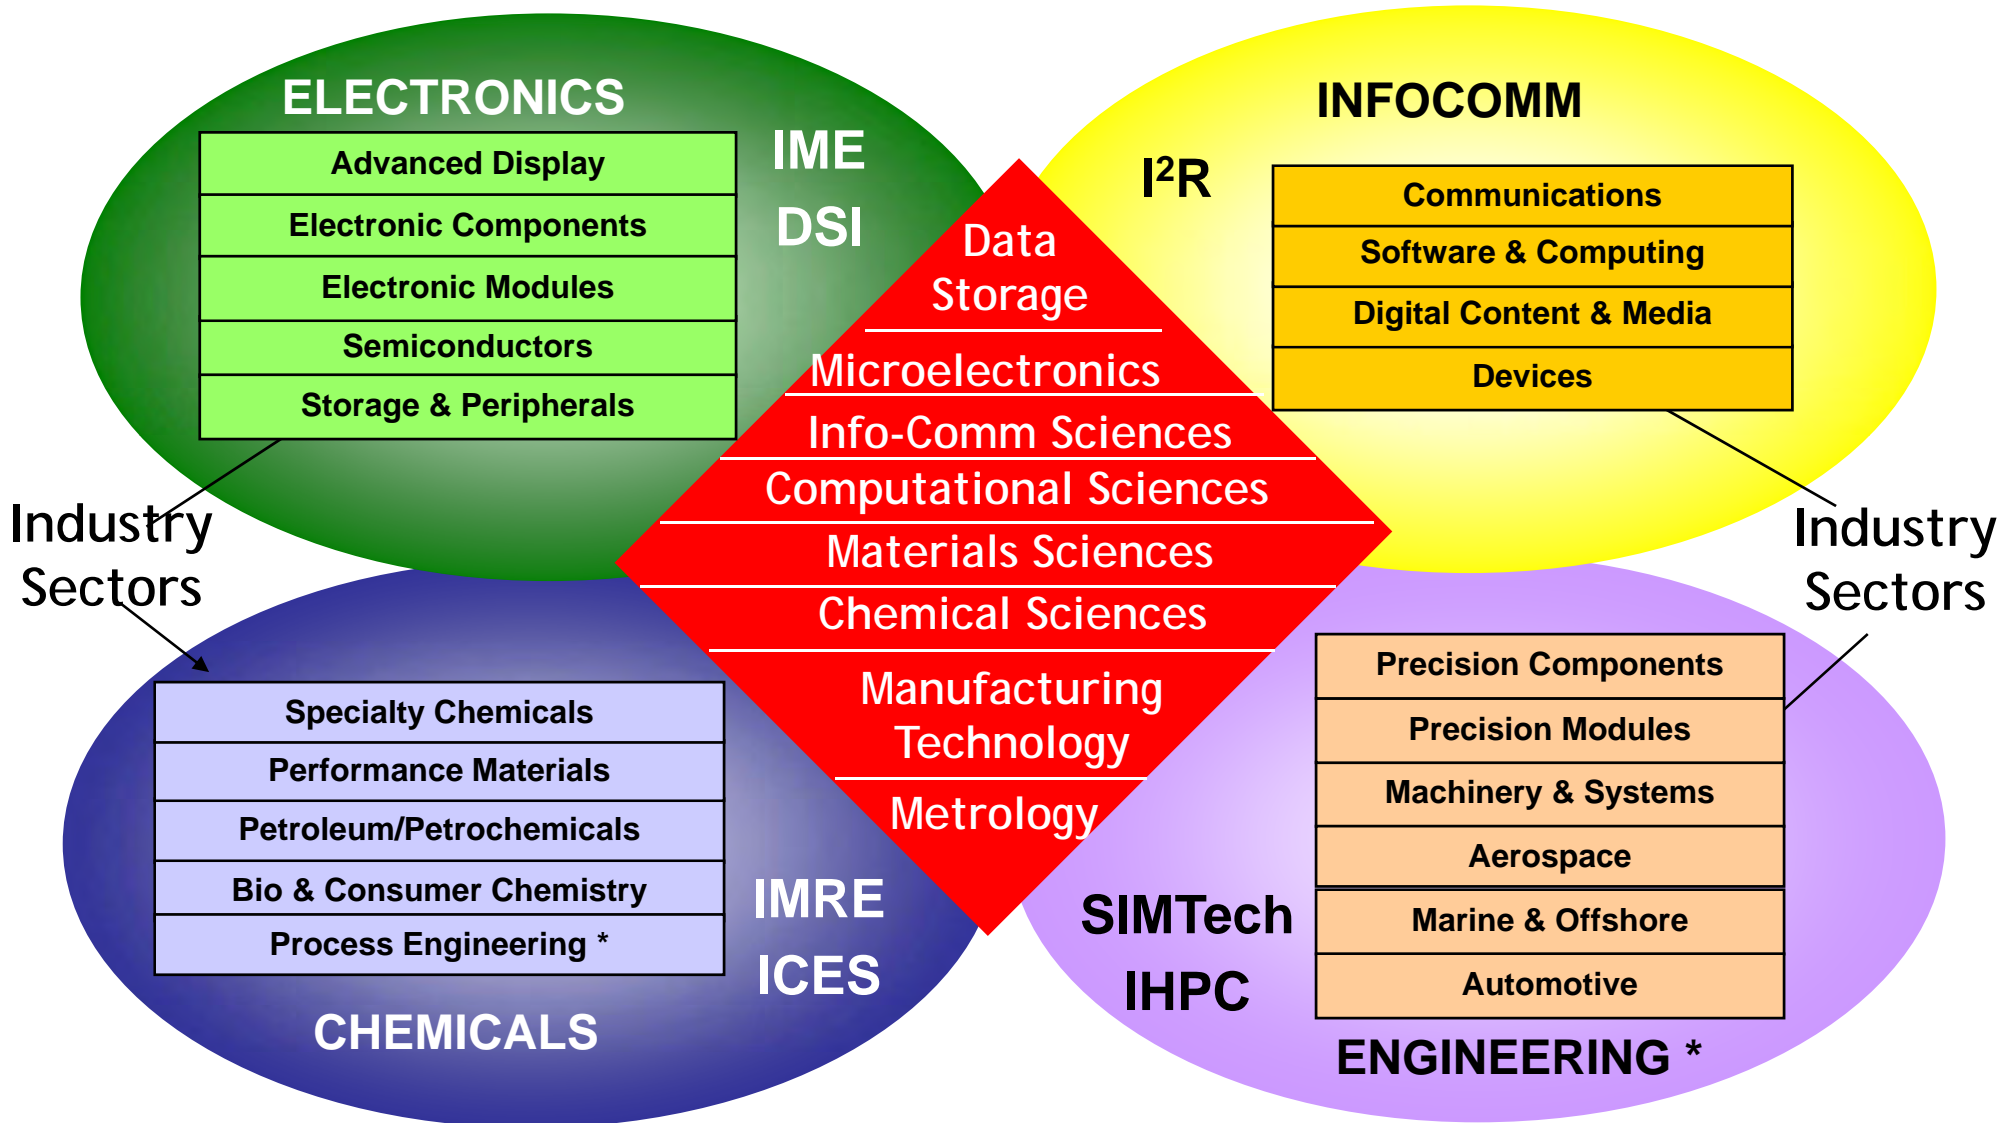 ELECTRONICS
Advanced Display
Electronic Components
Electronic Modules
Semiconductors
Storage & Peripherals
IME
DSI
INFOCOMM
I²R
Communications
Software & Computing
Digital Content & Media
Devices
Data
Storage
Microelectronics
Info-Comm Sciences
Computational Sciences
Materials Sciences
Chemical Sciences
Manufacturing
Technology
Metrology
Industry
Sectors
Industry
Sectors
Specialty Chemicals
Performance Materials
Petroleum/Petrochemicals
Bio & Consumer Chemistry
Process Engineering *
IMRE
ICES
CHEMICALS
Precision Components
Precision Modules
Machinery & Systems
Aerospace
Marine & Offshore
Automotive
SIMTech
IHPC
ENGINEERING *